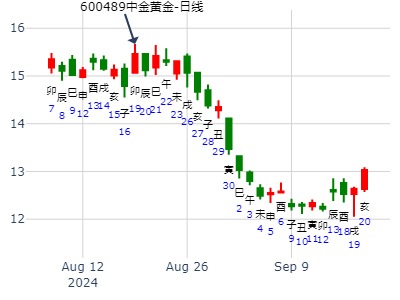 600489中金黄金-日线
16
15
14
13
12
卯 辰 巳 申 酉 戌 亥 子 卯 辰 巳 午 未 戌 亥 子 丑 寅 巳 午 未 申 酉 子 丑 寅 卯 辰 酉 戌 亥
7 8 9 12 13 14 15 16 19 20 21 22 23 26 27 28 29 30 2 3 4 5 6 9 10 11 12 13 18 19 20
Aug 12 Aug 26 Sep 9
2024